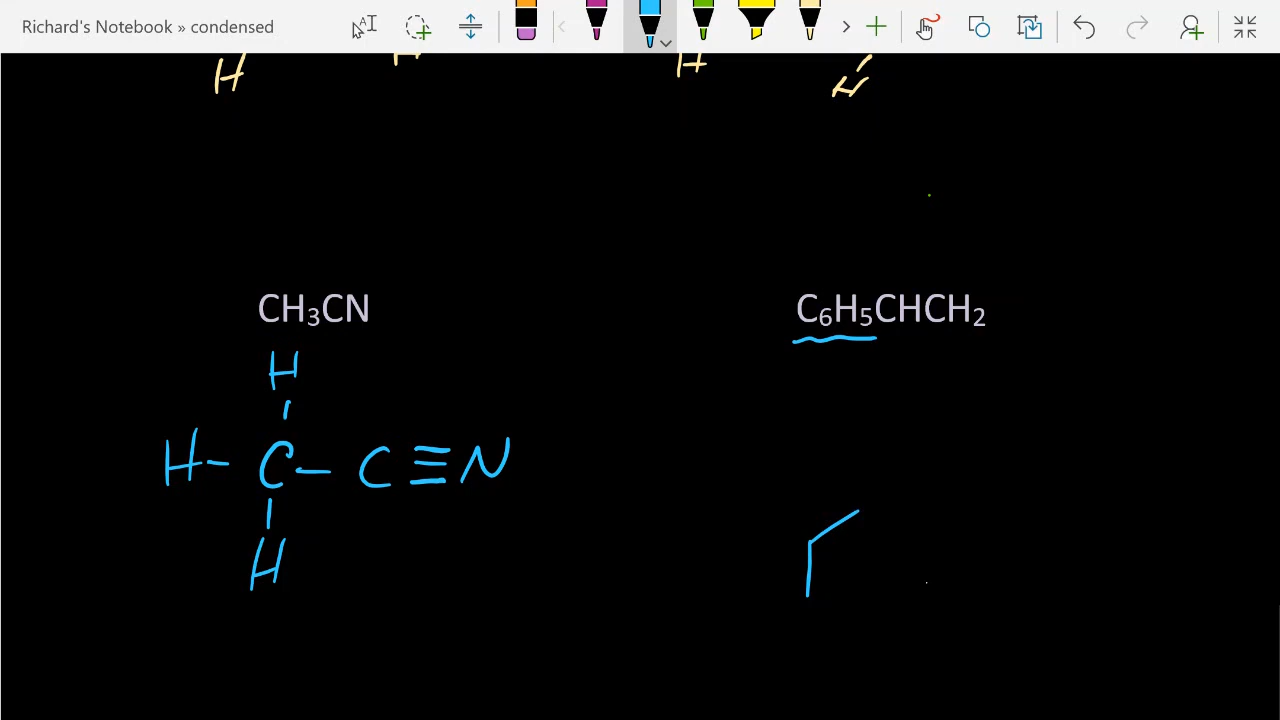 Richard's Notebook » condensed
H H H H
CH₃CN C₆H₅CHCH₂
H
H - C - C ≡ N
H